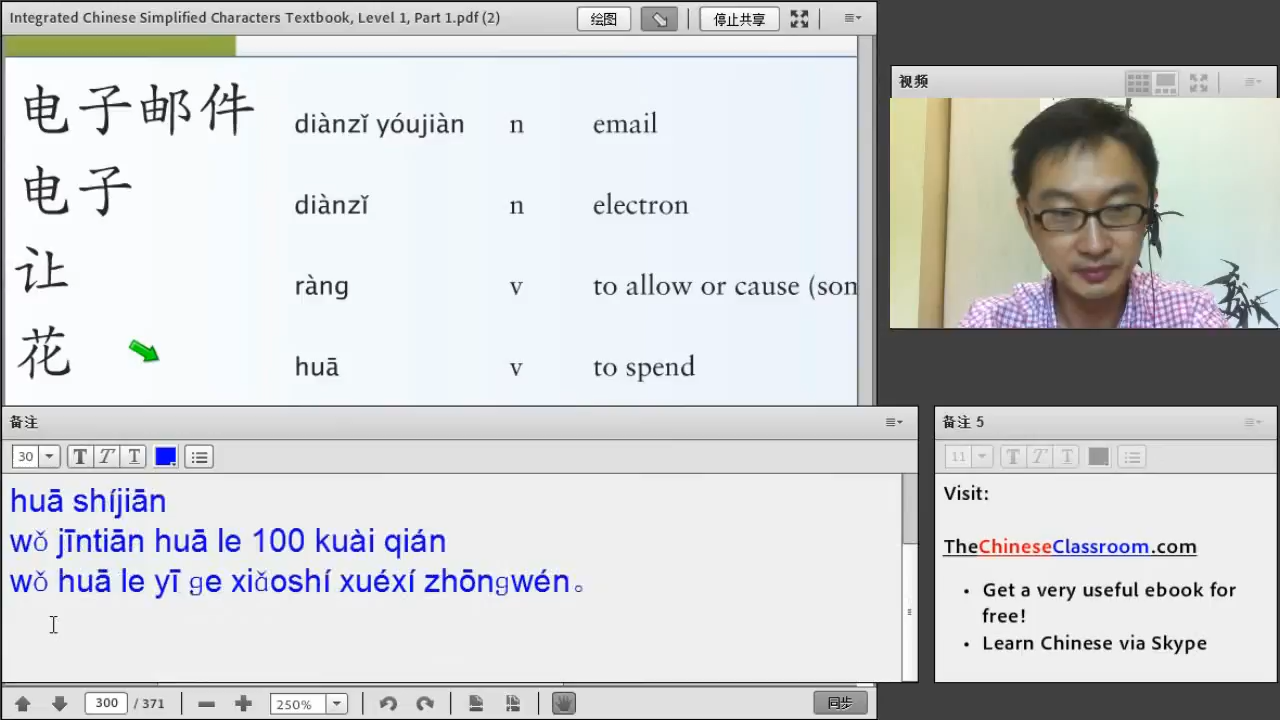 Integrated Chinese Simplified Characters Textbook, Level 1, Part 1.pdf (2)
绘图
停止共享
电子邮件 diànzǐ yóujiàn n email
电子 diànzǐ n electron
让 ràng v to allow or cause (som
花 huā v to spend
视频
备注
30
T T T
huā shíjiān
wǒ jīntiān huā le 100 kuài qián
wǒ huā le yī ge xiǎoshí xuéxí zhōngwén。
300 / 371
250%
同步
备注 5
11
T T T
Visit:
TheChineseClassroom.com
• Get a very useful ebook for
free!
• Learn Chinese via Skype